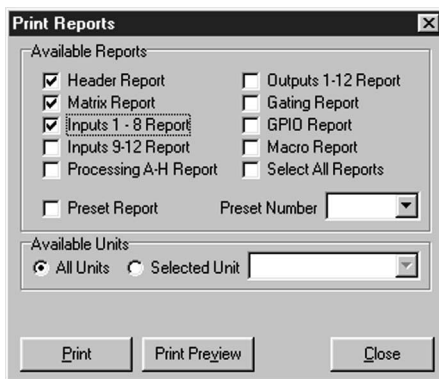 Print Reports
Available Reports
Header Report
Outputs 1-12 Report
Matrix Report
Gating Report
Inputs 1 - 8 Report
GPIO Report
Inputs 9-12 Report
Macro Report
Processing A-H Report
Select All Reports
Preset Report
Preset Number
Available Units
All Units
Selected Unit
Print
Print Preview
Close